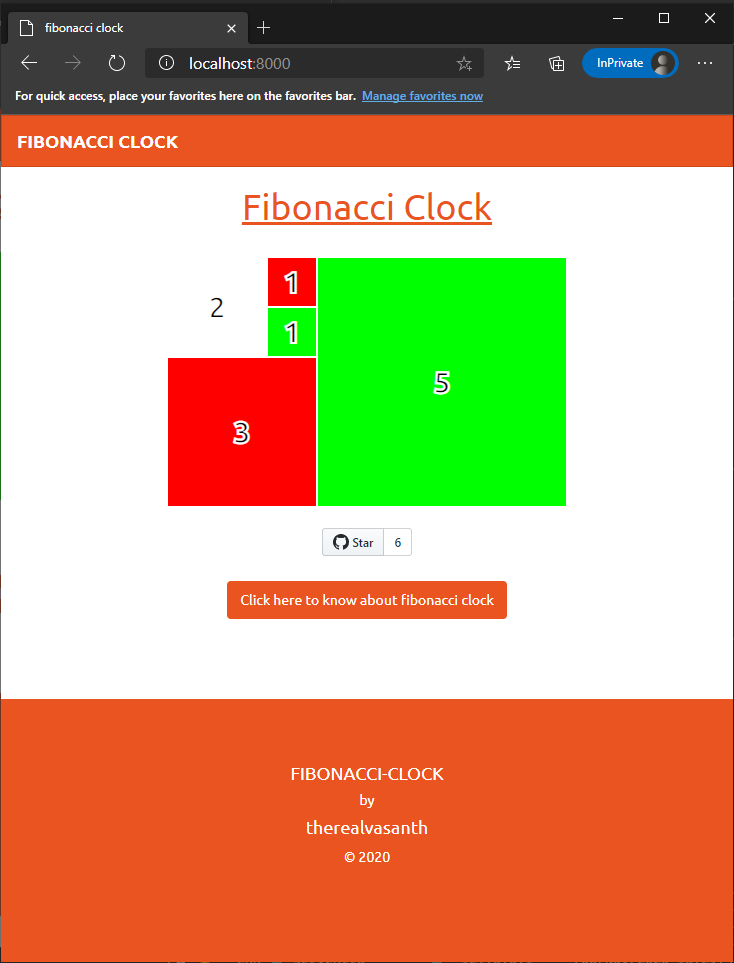 fibonacci clock
localhost:8000
InPrivate
For quick access, place your favorites here on the favorites bar. Manage favorites now
FIBONACCI CLOCK
Fibonacci Clock
1
2
1
5
3
Star 6
Click here to know about fibonacci clock
FIBONACCI-CLOCK
by
therealvasanth
© 2020